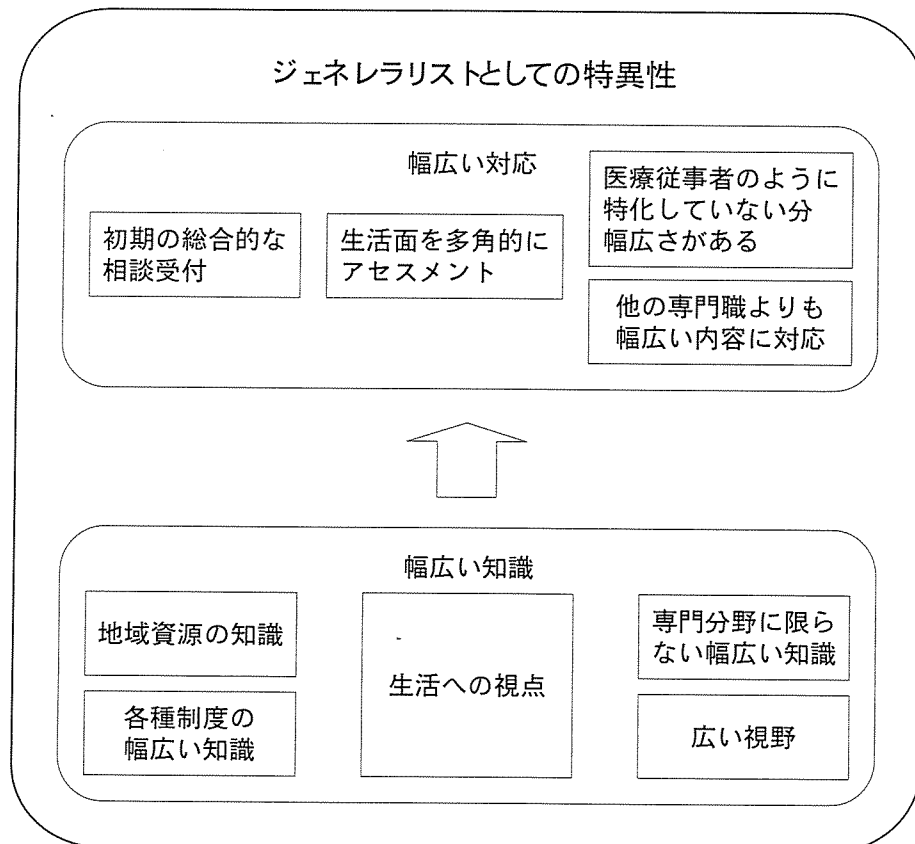 ジェネレラリストとしての特異性
幅広い対応
初期の総合的な
相談受付
生活面を多角的に
アセスメント
医療従事者のように
特化していない分
幅広さがある
他の専門職よりも
幅広い内容に対応
幅広い知識
地域資源の知識
各種制度の
幅広い知識
生活への視点
専門分野に限ら
ない幅広い知識
広い視野